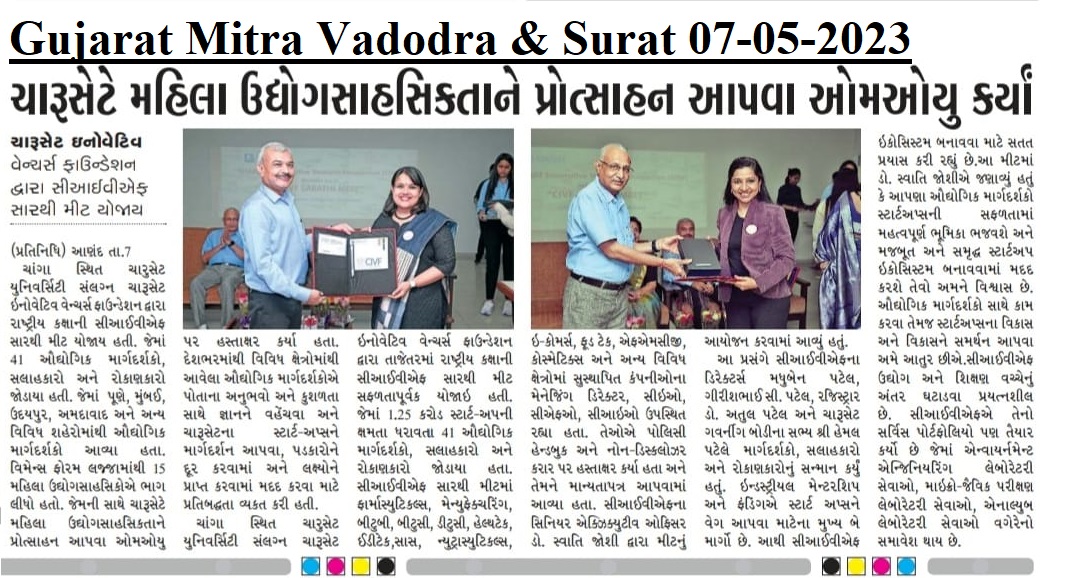 Gujarat Mitra Vadodra & Surat 07-05-2023
ચારૂસેટે મહિલા ઉદ્યોગસાહસિકતાને પ્રોત્સાહન આપવા ઓમઓયુ કર્યાં
ચારૂસેટ ઇનોવેટિવ
વેન્ચર્સ ફાઉન્ડેશન
દ્વારા સીઆઈવીએફ
સારથી મીટ યોજાય
(પ્રતિનિધિ) આણંદ તા.7
ચાંગા સ્થિત ચારુસેટ
યુનિવર્સિટી સંલગ્ન ચારૂસેટ
ઇનોવેટિવ વેન્ચર્સ ફાઉન્ડેશન દ્વારા
રાષ્ટ્રીય કક્ષાની સીઆઈવીએફ
સારથી મીટ યોજાય હતી. જેમાં
41 ઔદ્યોગિક માર્ગદર્શકો,
સલાહકારો અને રોકાણકારો
જોડાયા હતા. જેમાં પૂણે, મુંબઈ,
ઉદયપુર, અમદાવાદ અને અન્ય
વિવિધ શહેરોમાંથી ઔદ્યોગિક
માર્ગદર્શકો આવ્યા હતા.
વિમેન્સ ફોરમ લજ્જામાંથી 15
મહિલા ઉદ્યોગસાહસિકોએ ભાગ
લીધો હતો. જેમની સાથે ચારૂસેટે
મહિલા ઉદ્યોગસાહસિકતાને
પ્રોત્સાહન આપવા ઓમઓયુ
CIVF
પર હસ્તાક્ષર કર્યા હતા.
દેશભરમાંથી વિવિધ ક્ષેત્રોમાંથી
આવેલા ઔદ્યોગિક માર્ગદર્શકોએ
પોતાના અનુભવો અને કુશળતા
સાથે જ્ઞાનને વહેંચવા અને
ચારૂસેટના સ્ટાર્ટ-અપ્સને
માર્ગદર્શન આપવા, પડકારોને
દૂર કરવામાં અને લક્ષ્યોને
પ્રાપ્ત કરવામાં મદદ કરવા માટે
પ્રતિબદ્ધતા વ્યકત કરી હતી.
ચાંગા સ્થિત ચારુસેટ
યુનિવર્સિટી સંલગ્ન ચારૂસેટ
ઇનોવેટિવ વેન્ચર્સ ફાઉન્ડેશન
દ્વારા તાજેતરમાં રાષ્ટ્રીય કક્ષાની
સીઆઈવીએફ સારથી મીટ
સફળતાપૂર્વક યોજાઇ હતી.
જેમાં 1.25 કરોડ સ્ટાર્ટ-અપની
ક્ષમતા ધરાવતા 41 ઔદ્યોગિક
માર્ગદર્શકો, સલાહકારો અને
રોકાણકારો જોડાયા હતા.
સીઆઈવીએફ સારથી મીટમાં
ફાર્માસ્યુટિકલ્સ, મેન્યુફેક્ચરિંગ,
બીટુબી, બીટુસી, ડીટુસી, હેલ્થટેક,
ઈડીટેક,સાસ, ન્યુટ્રાસ્યુટિકલ્સ,
ઇ-કોમર્સ, ફૂડ ટેક, એફએમસીજી,
કોસ્મેટિક્સ અને અન્ય વિવિધ
ક્ષેત્રોમાં સુસ્થાપિત કંપનીઓના
મેનેજિંગ ડિરેક્ટર, સીઇઓ,
સીએફઓ, સીઆઇઓ ઉપસ્થિત
રહ્યા હતા. તેઓએ પોલિસી
હેન્ડબુક અને નોન-ડિસ્કલોઝર
કરાર પર હસ્તાક્ષર કર્યા હતા અને
તેમને માન્યતાપત્ર આપવામાં
આવ્યા હતા. સીઆઈવીએફના
સિનિયર એક્ઝિક્યુટીવ ઓફિસર
ડો. સ્વાતિ જોશી દ્વારા મીટનું
આયોજન કરવામાં આવ્યું હતું.
આ પ્રસંગે સીઆઈવીએફના
ડિરેક્ટર્સ મધુબેન પટેલ,
ગીરીશભાઈ સી. પટેલ, રજિસ્ટ્રાર
ડો. અતુલ પટેલ અને ચારૂસેટ
ગવર્નીંગ બોડીના સભ્ય શ્રી હેમલ
પટેલે માર્ગદર્શકો, સલાહકારો
અને રોકાણકારોનું સન્માન કર્યું
હતું. ઇન્ડસ્ટ્રીયલ મેન્ટરશિપ
અને ફંડિંગએ સ્ટાર્ટ અપ્સને
વેગ આપવા માટેના મુખ્ય બે
માર્ગો છે. આથી સીઆઈવીએફ
ઇકોસિસ્ટમ બનાવવા માટે સતત
પ્રયાસ કરી રહ્યું છે.આ મીટમાં
ડો. સ્વાતિ જોશીએ જણાવ્યું હતું
કે આપણા ઔદ્યોગિક માર્ગદર્શકો
સ્ટાર્ટઅપ્સની સફળતામાં
મહત્વપૂર્ણ ભૂમિકા ભજવશે અને
મજબૂત અને સમૃદ્ધ સ્ટાર્ટઅપ
ઇકોસિસ્ટમ બનાવવામાં મદદ
કરશે તેવો અમને વિશ્વાસ છે.
ઔદ્યોગિક માર્ગદર્શકો સાથે કામ
કરવા તેમજ સ્ટાર્ટઅપ્સના વિકાસ
અને વિકાસને સમર્થન આપવા
અમે આતુર છીએ.સીઆઈવીએફ
ઉદ્યોગ અને શિક્ષણ વચ્ચેનું
અંતર ઘટાડવા પ્રયત્નશીલ
છે. સીઆઈવીએફએ તેનો
સર્વિસ પોર્ટફોલિયો પણ તૈયાર
કર્યો છે જેમાં એન્વાયર્નમેન્ટ
એન્જિનિયરિંગ લેબોરેટરી
સેવાઓ, માઇક્રો-જૈવિક પરીક્ષણ
લેબોરેટરી સેવાઓ, એનાલ્યુબ
લેબોરેટરી સેવાઓ વગેરેનો
સમાવેશ થાય છે.